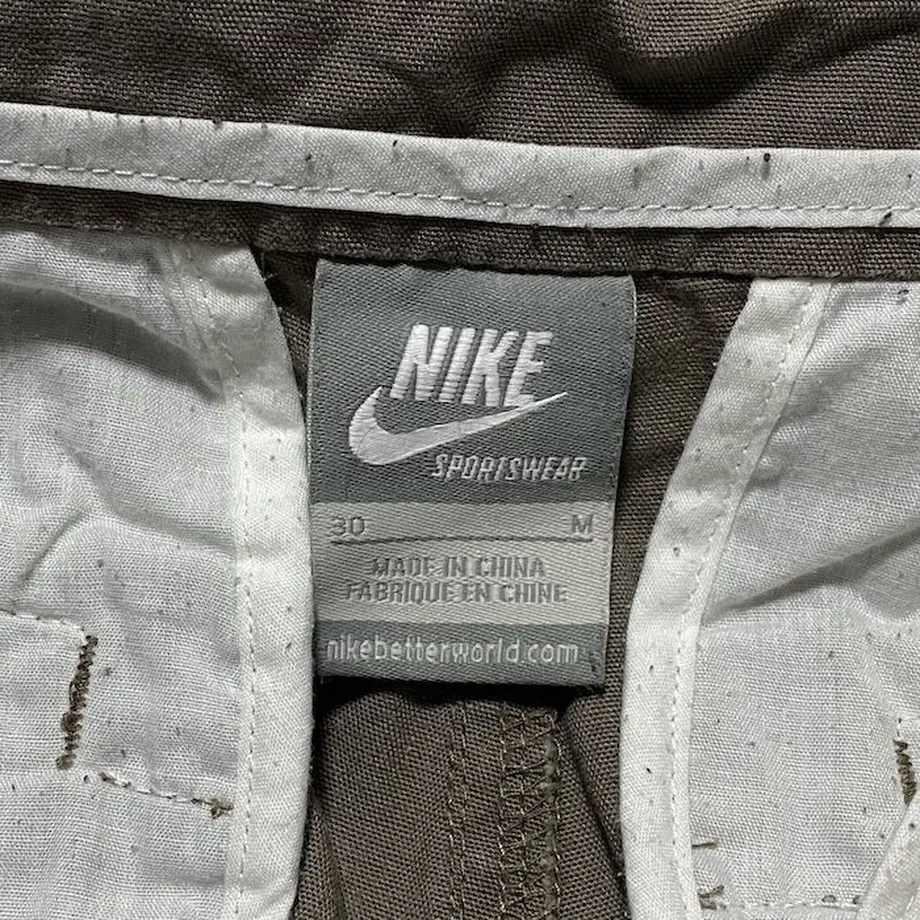 NIKE
SPORTSWEAR
30 M
MADE IN CHINA
FABRIQUE EN CHINE
nikebetterworld.com